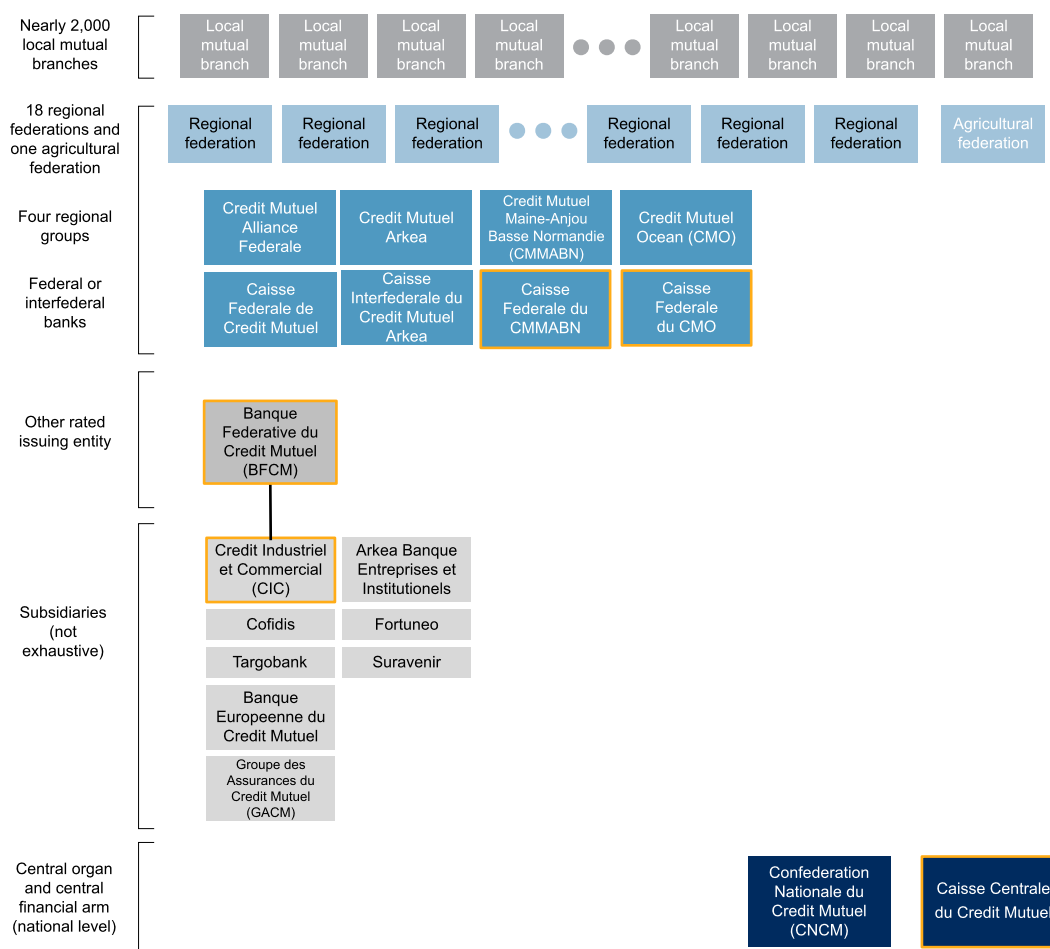 Nearly 2,000
local mutual
branches
Local
mutual
branch
Local
mutual
branch
Local
mutual
branch
Local
mutual
branch
Local
mutual
branch
Local
mutual
branch
Local
mutual
branch
Local
mutual
branch
18 regional
federations and
one agricultural
federation
Regional
federation
Regional
federation
Regional
federation
Regional
federation
Regional
federation
Regional
federation
Agricultural
federation
Four regional
groups
Credit Mutuel
Alliance
Federale
Credit Mutuel
Arkea
Credit Mutuel
Maine-Anjou
Basse Normandie
(CMMABN)
Credit Mutuel
Ocean (CMO)
Federal or
interfederal
banks
Caisse
Federale de
Credit Mutuel
Caisse
Interfederale du
Credit Mutuel
Arkea
Caisse
Federale du
CMMABN
Caisse
Federale
du CMO
Other rated
issuing entity
Banque
Federative du
Credit Mutuel
(BFCM)
Subsidiaries
(not
exhaustive)
Credit Industriel
et Commercial
(CIC)
Arkea Banque
Entreprises et
Institutionels
Cofidis
Fortuneo
Targobank
Suravenir
Banque
Europeenne du
Credit Mutuel
Groupe des
Assurances du
Credit Mutuel
(GACM)
Central organ
and central
financial arm
(national level)
Confederation
Nationale du
Credit Mutuel
(CNCM)
Caisse Centrale
du Credit Mutuel